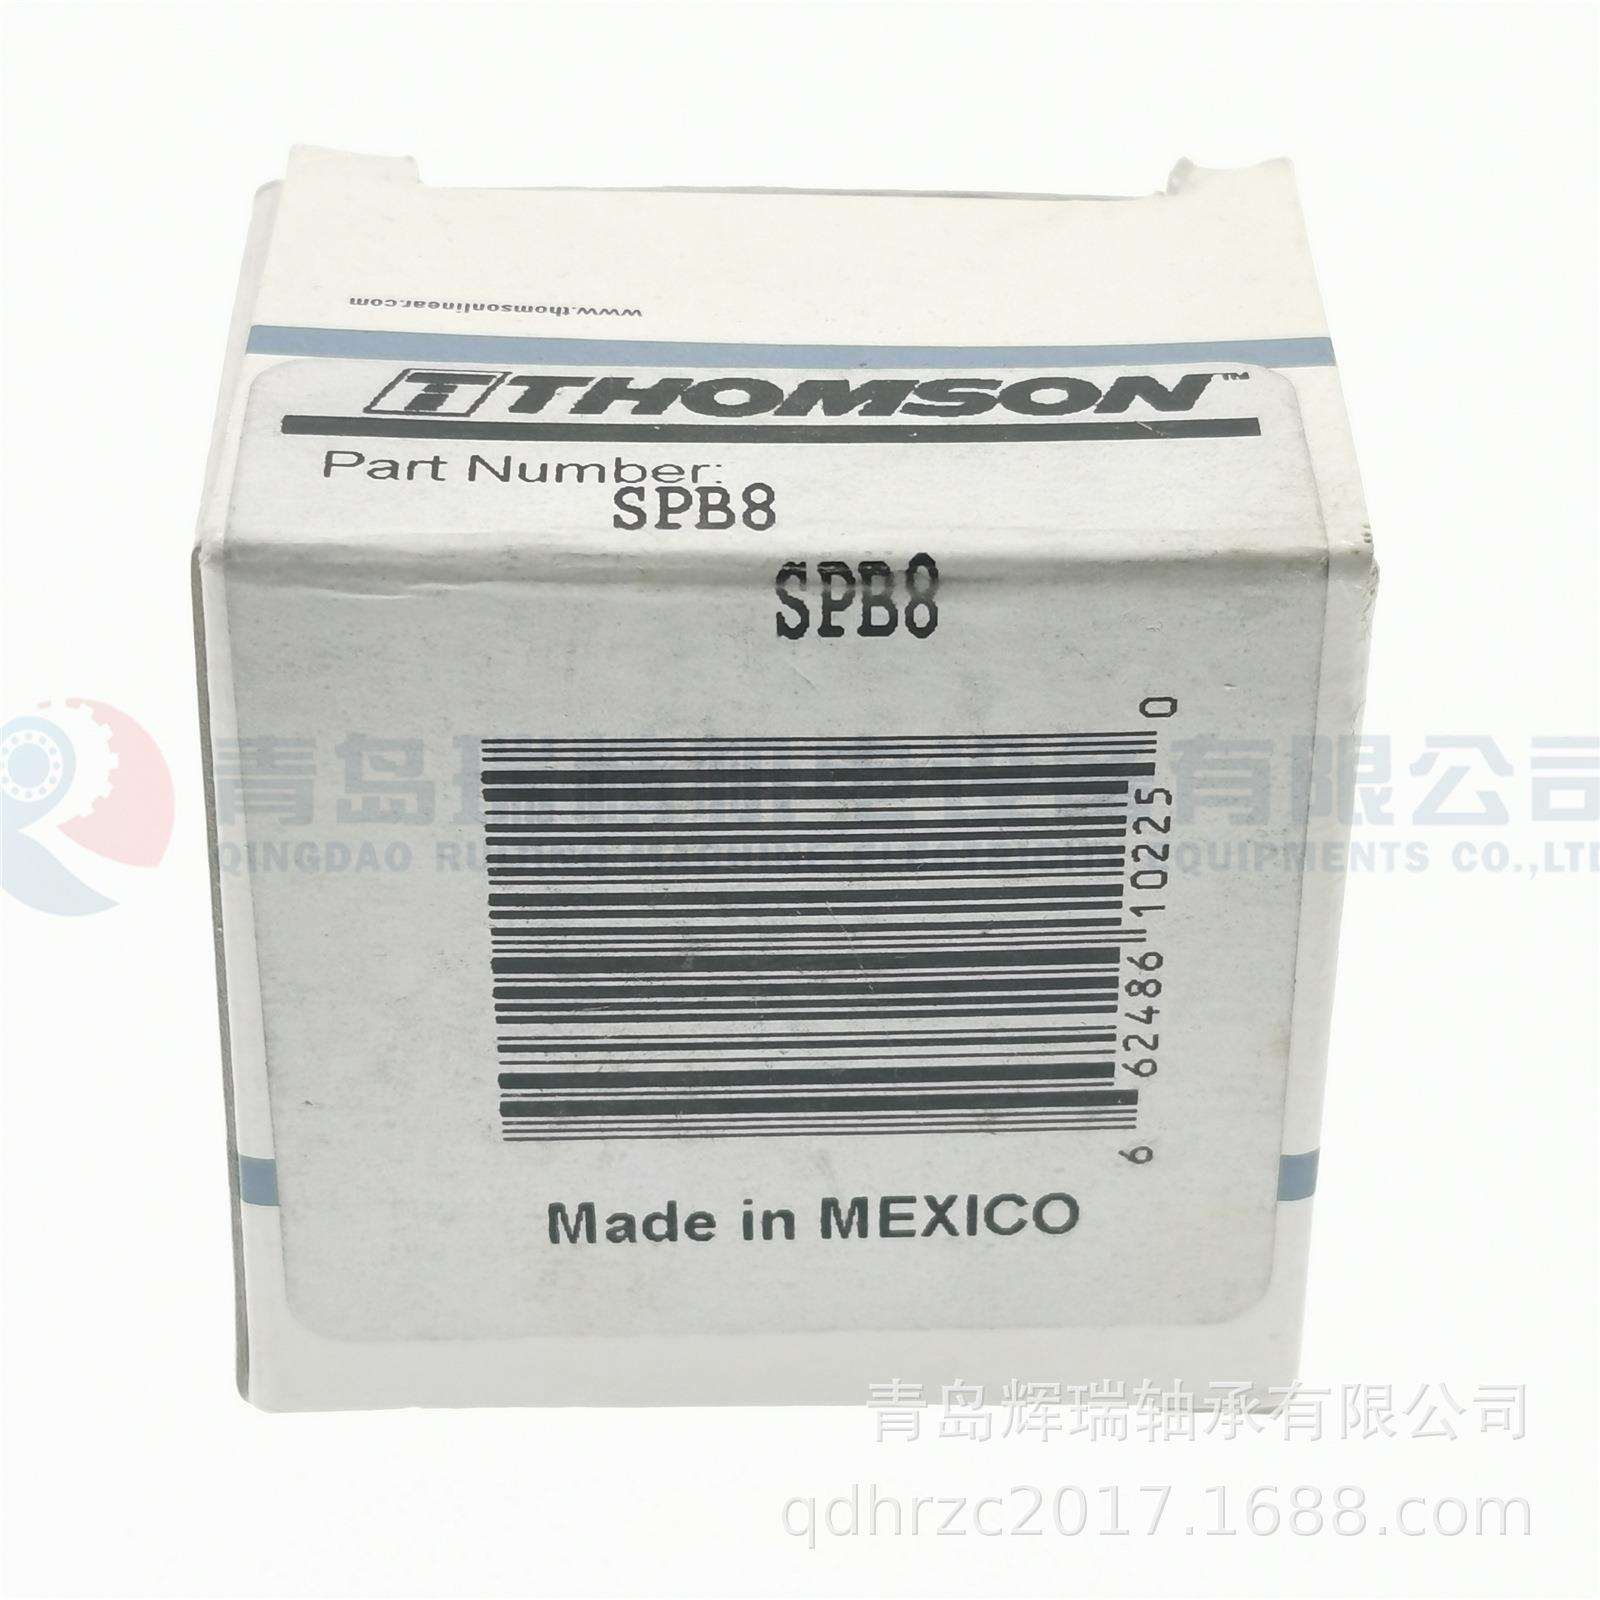 www.thomsonlinear.com
THOMSON
Part Number:
SPB8
SPB8
6 62486 10225 0
Made in MEXICO
青岛
有限公司
QINGDAO
EQUIPMENTS CO.,LTD
青岛辉瑞轴承有限公司
qdhrzc2017.1688.com